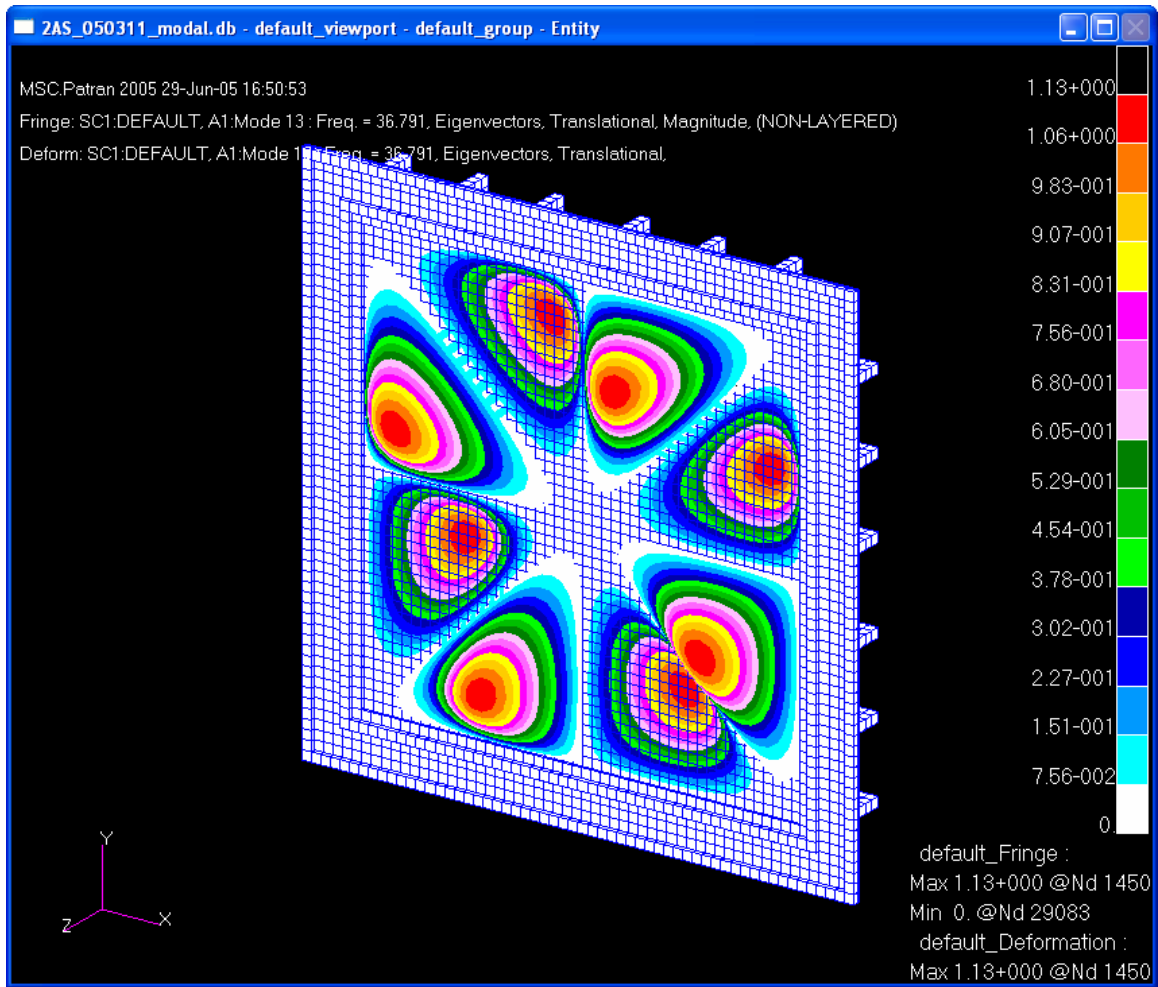 2AS_050311_modal.db - default_viewport - default_group - Entity
MSC.Patran 2005 29-Jun-05 16:50:53
Fringe: SC1:DEFAULT, A1:Mode 13 : Freq. = 36.791, Eigenvectors, Translational, Magnitude, (NON-LAYERED)
Deform: SC1:DEFAULT, A1:Mode 1 Freq. = 36.791, Eigenvectors, Translational,
1.13+000
1.06+000
9.83-001
9.07-001
8.31-001
7.56-001
6.80-001
6.05-001
5.29-001
4.54-001
3.78-001
3.02-001
2.27-001
1.51-001
7.56-002
0.
default_Fringe :
Max 1.13+000 @Nd 1450
Min 0. @Nd 29083
default_Deformation :
Max 1.13+000 @Nd 1450
Y
Z
X